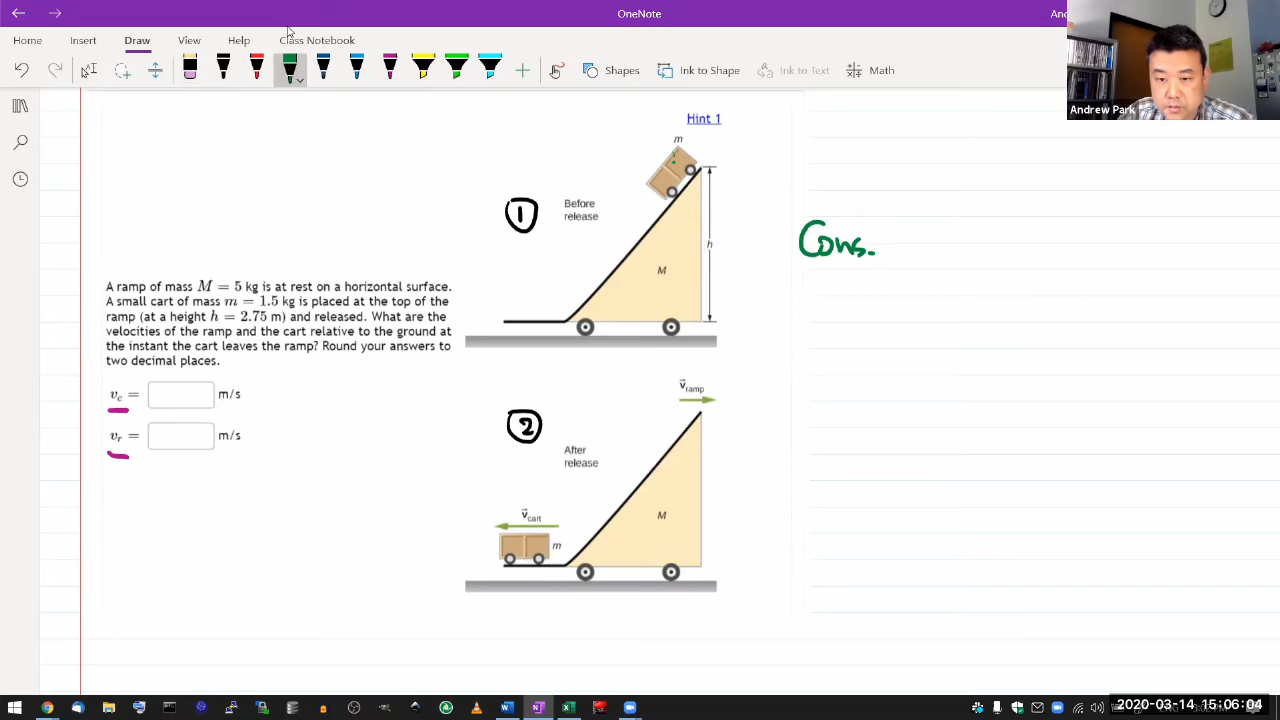 OneNote
Home
Insert
Draw
View
Help
Class Notebook
Shapes
Ink to Shape
Ink to Text
Math
Andrew Park
Hint 1
m
1
Before
release
h
M
Cons.
A ramp of mass M = 5 kg is at rest on a horizontal surface.
A small cart of mass m = 1.5 kg is placed at the top of the
ramp (at a height h = 2.75 m) and released. What are the
velocities of the ramp and the cart relative to the ground at
the instant the cart leaves the ramp? Round your answers to
two decimal places.
v_c = m/s
v_r = m/s
v⃗_ramp
2
After
release
M
v⃗_cart
m
2020-03-14 15:06:04